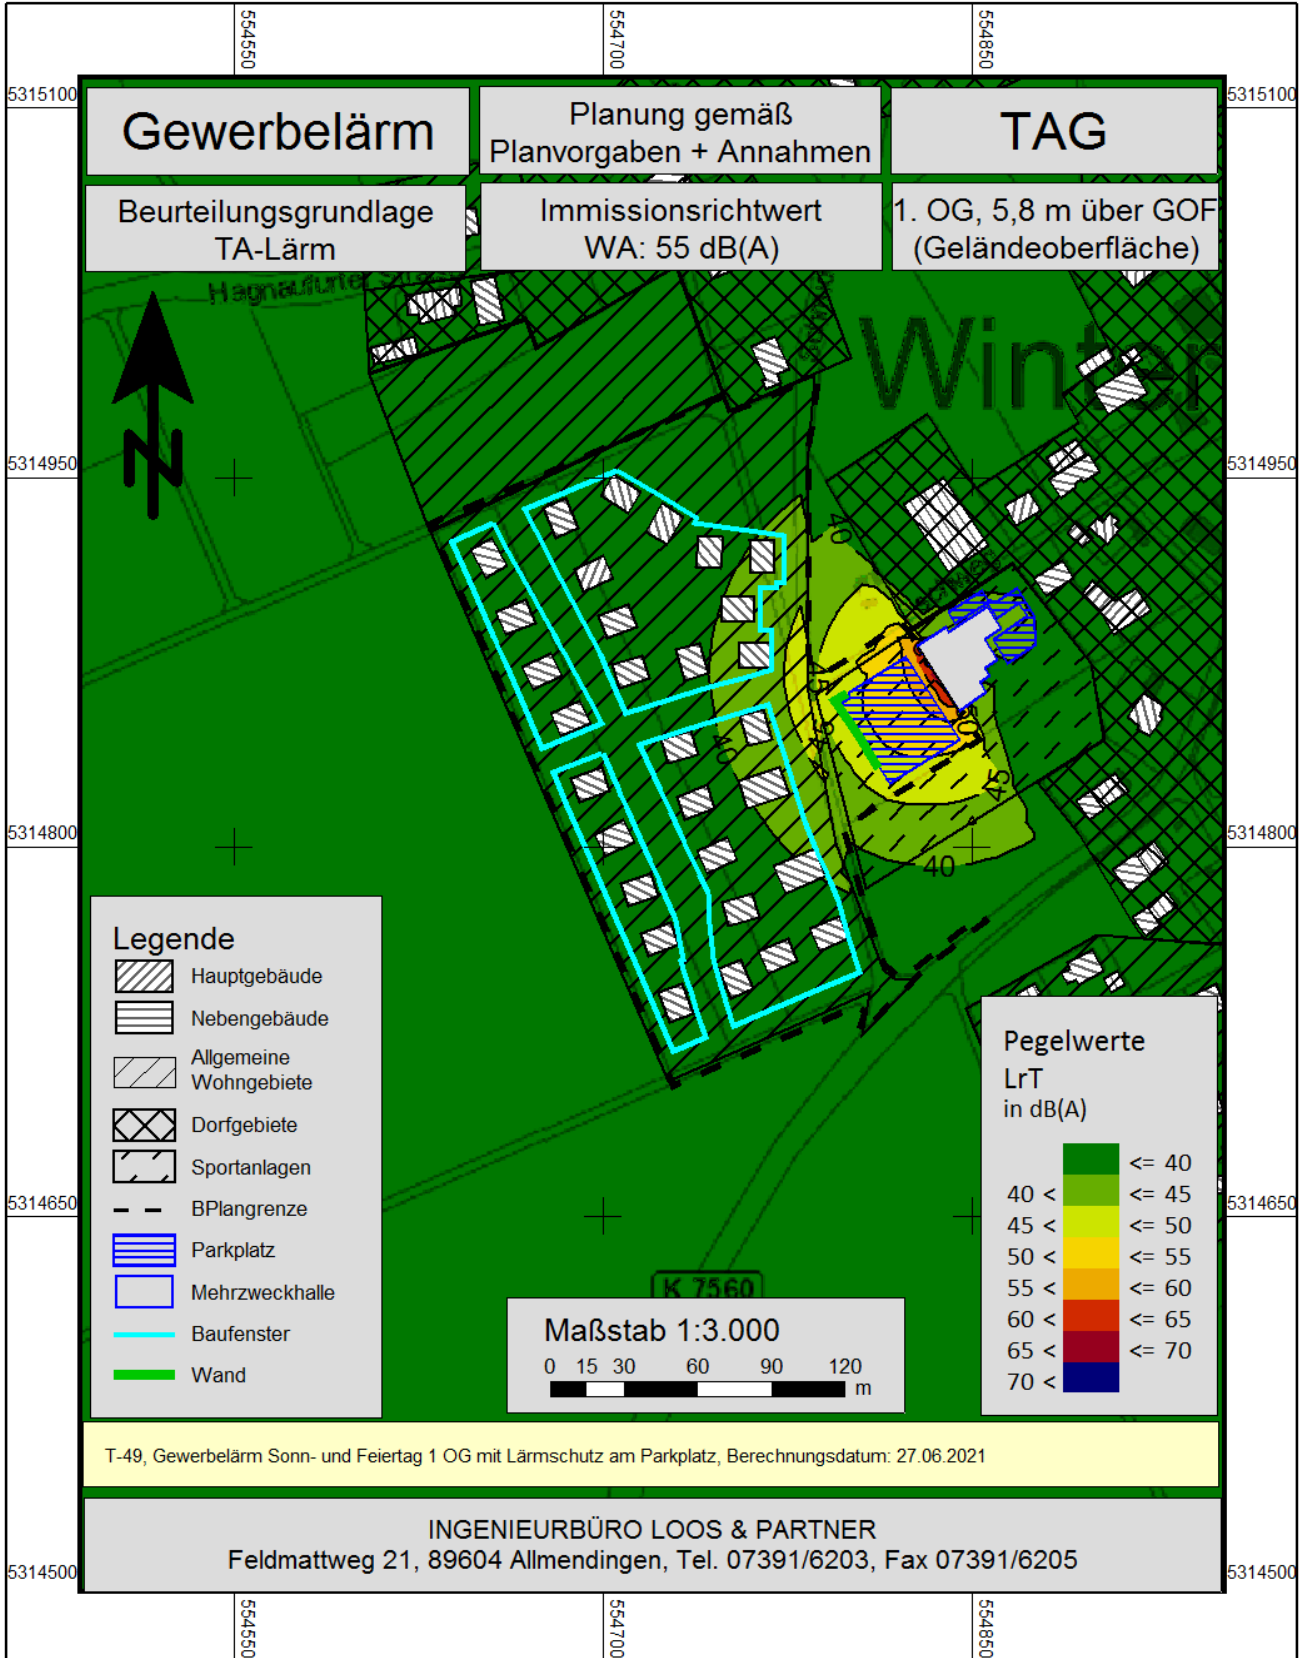 554550
554700
554850
5315100
5315100
Gewerbelärm
Planung gemäß
Planvorgaben + Annahmen
TAG
Beurteilungsgrundlage
TA-Lärm
Immissionsrichtwert
WA: 55 dB(A)
1. OG, 5,8 m über GOF
(Geländeoberfläche)
Winter
5314950
5314950
40
45
50
45
45
40
40
5314800
5314800
Legende
Hauptgebäude
Nebengebäude
Allgemeine
Wohngebiete
Dorfgebiete
Sportanlagen
BPlangrenze
Parkplatz
Mehrzweckhalle
Baufenster
Wand
Pegelwerte
LrT
in dB(A)
<= 40
40 < <= 45
45 < <= 50
50 < <= 55
55 < <= 60
60 < <= 65
65 < <= 70
70 <
5314650
5314650
K 7560
Maßstab 1:3.000
0 15 30 60 90 120
m
T-49, Gewerbelärm Sonn- und Feiertag 1 OG mit Lärmschutz am Parkplatz, Berechnungsdatum: 27.06.2021
INGENIEURBÜRO LOOS & PARTNER
Feldmattweg 21, 89604 Allmendingen, Tel. 07391/6203, Fax 07391/6205
5314500
5314500
554550
554700
554850